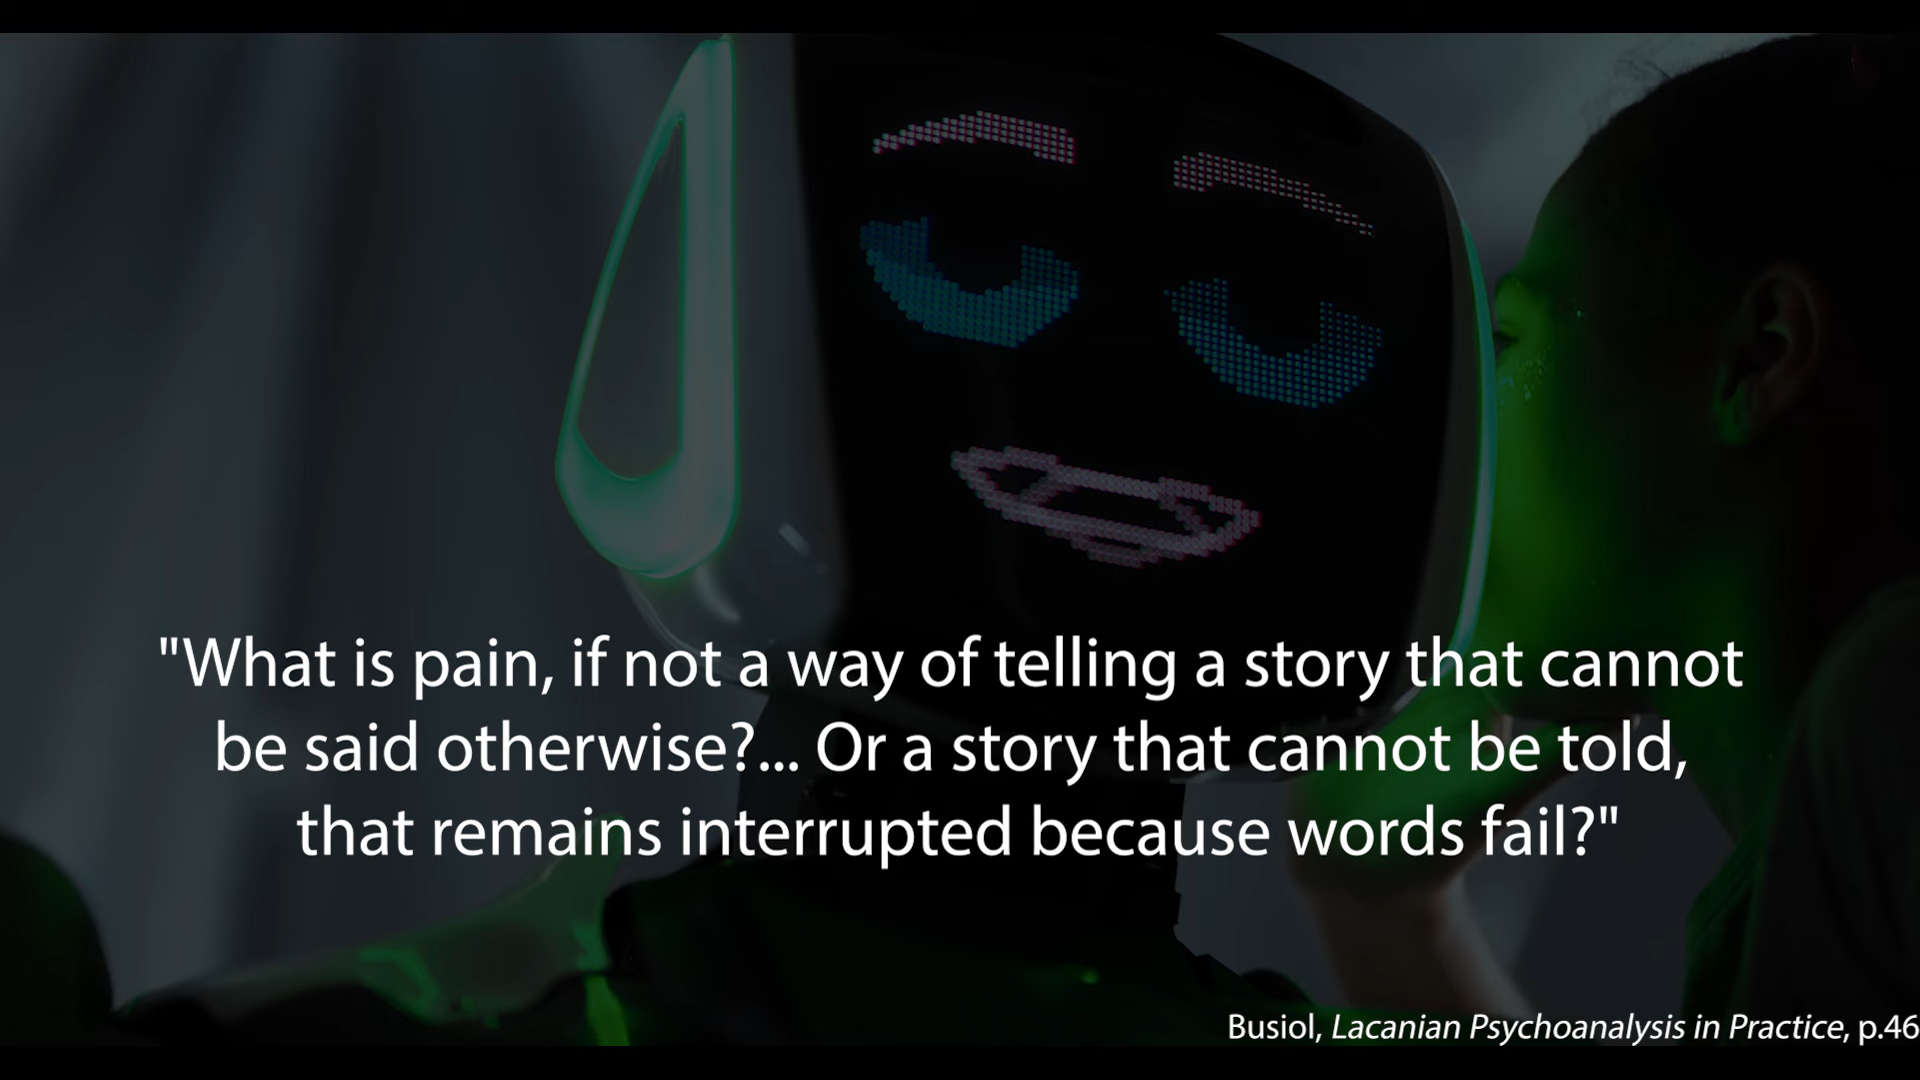 "What is pain, if not a way of telling a story that cannot
be said otherwise?... Or a story that cannot be told,
that remains interrupted because words fail?"
Busiol, Lacanian Psychoanalysis in Practice, p.46